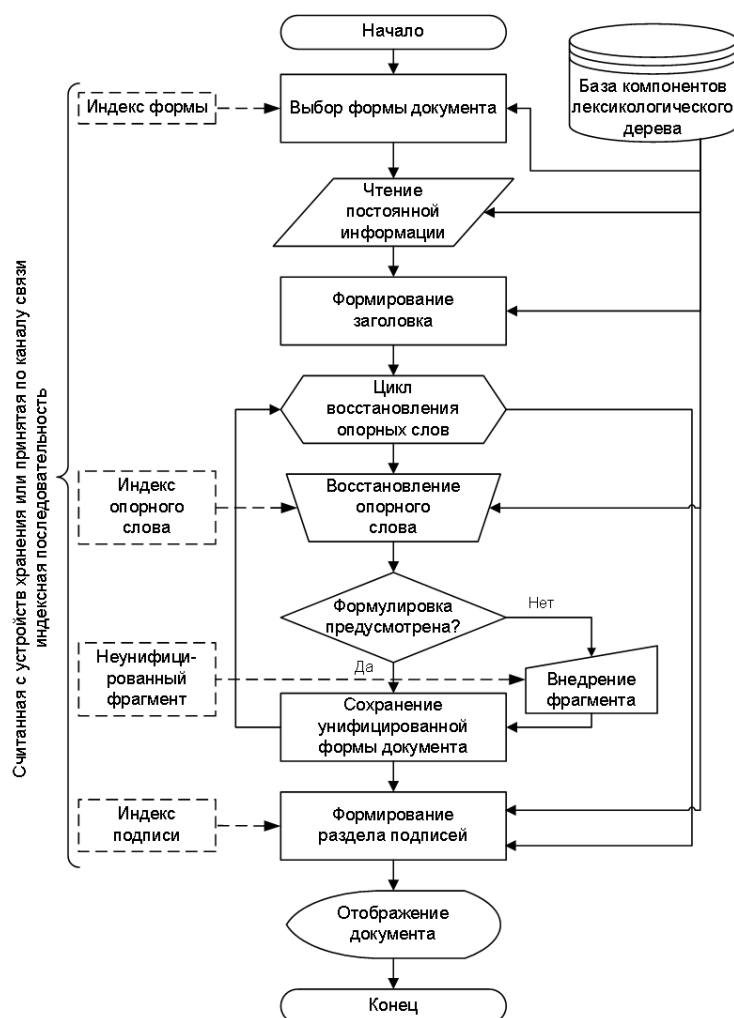 Начало
База компонентов
лексикологического
дерева
Индекс формы
Выбор формы документа
Чтение
постоянной
информации
Формирование
заголовка
Цикл
восстановления
опорных слов
Считанная с устройств хранения или принятая по каналу связи
индексная последовательность
Индекс
опорного
слова
Восстановление
опорного
слова
Формулировка
предусмотрена?
Нет
Да
Неунифици-
рованный
фрагмент
Внедрение
фрагмента
Сохранение
унифицированной
формы документа
Индекс
подписи
Формирование
раздела подписей
Отображение
документа
Конец